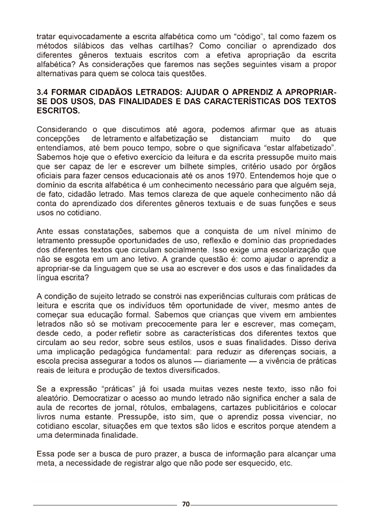 tratar equivocadamente a escrita alfabética como um "código", tal como fazem os
métodos silábicos das velhas cartilhas? Como conciliar o aprendizado dos
diferentes gêneros textuais escritos com a efetiva apropriação da escrita
alfabética? As considerações que faremos nas seções seguintes visam a propor
alternativas para quem se coloca tais questões.
3.4 FORMAR CIDADÃOS LETRADOS: AJUDAR O APRENDIZ A APROPRIAR-
SE DOS USOS, DAS FINALIDADES E DAS CARACTERÍSTICAS DOS TEXTOS
ESCRITOS.
Considerando o que discutimos até agora, podemos afirmar que as atuais
concepções de letramento e alfabetização se distanciam muito do que
entendíamos, até bem pouco tempo, sobre o que significava "estar alfabetizado".
Sabemos hoje que o efetivo exercício da leitura e da escrita pressupõe muito mais
que ser capaz de ler e escrever um bilhete simples, critério usado por órgãos
oficiais para fazer censos educacionais até os anos 1970. Entendemos hoje que o
domínio da escrita alfabética é um conhecimento necessário para que alguém seja,
de fato, cidadão letrado. Mas temos clareza de que aquele conhecimento não dá
conta do aprendizado dos diferentes gêneros textuais e de suas funções e seus
usos no cotidiano.
Ante essas constatações, sabemos que a conquista de um nível mínimo de
letramento pressupõe oportunidades de uso, reflexão e domínio das propriedades
dos diferentes textos que circulam socialmente. Isso exige uma escolarização que
não se esgota em um ano letivo. A grande questão é: como ajudar o aprendiz a
apropriar-se da linguagem que se usa ao escrever e dos usos e das finalidades da
língua escrita?
A condição de sujeito letrado se constrói nas experiências culturais com práticas de
leitura e escrita que os indivíduos têm oportunidade de viver, mesmo antes de
começar sua educação formal. Sabemos que crianças que vivem em ambientes
letrados não só se motivam precocemente para ler e escrever, mas começam,
desde cedo, a poder refletir sobre as características dos diferentes textos que
circulam ao seu redor, sobre seus estilos, usos e suas finalidades. Disso deriva
uma implicação pedagógica fundamental: para reduzir as diferenças sociais, a
escola precisa assegurar a todos os alunos — diariamente — a vivência de práticas
reais de leitura e produção de textos diversificados.
Se a expressão "práticas" já foi usada muitas vezes neste texto, isso não foi
aleatório. Democratizar o acesso ao mundo letrado não significa encher a sala de
aula de recortes de jornal, rótulos, embalagens, cartazes publicitários e colocar
livros numa estante. Pressupõe, isto sim, que o aprendiz possa vivenciar, no
cotidiano escolar, situações em que textos são lidos e escritos porque atendem a
uma determinada finalidade.
Essa pode ser a busca de puro prazer, a busca de informação para alcançar uma
meta, a necessidade de registrar algo que não pode ser esquecido, etc.
70